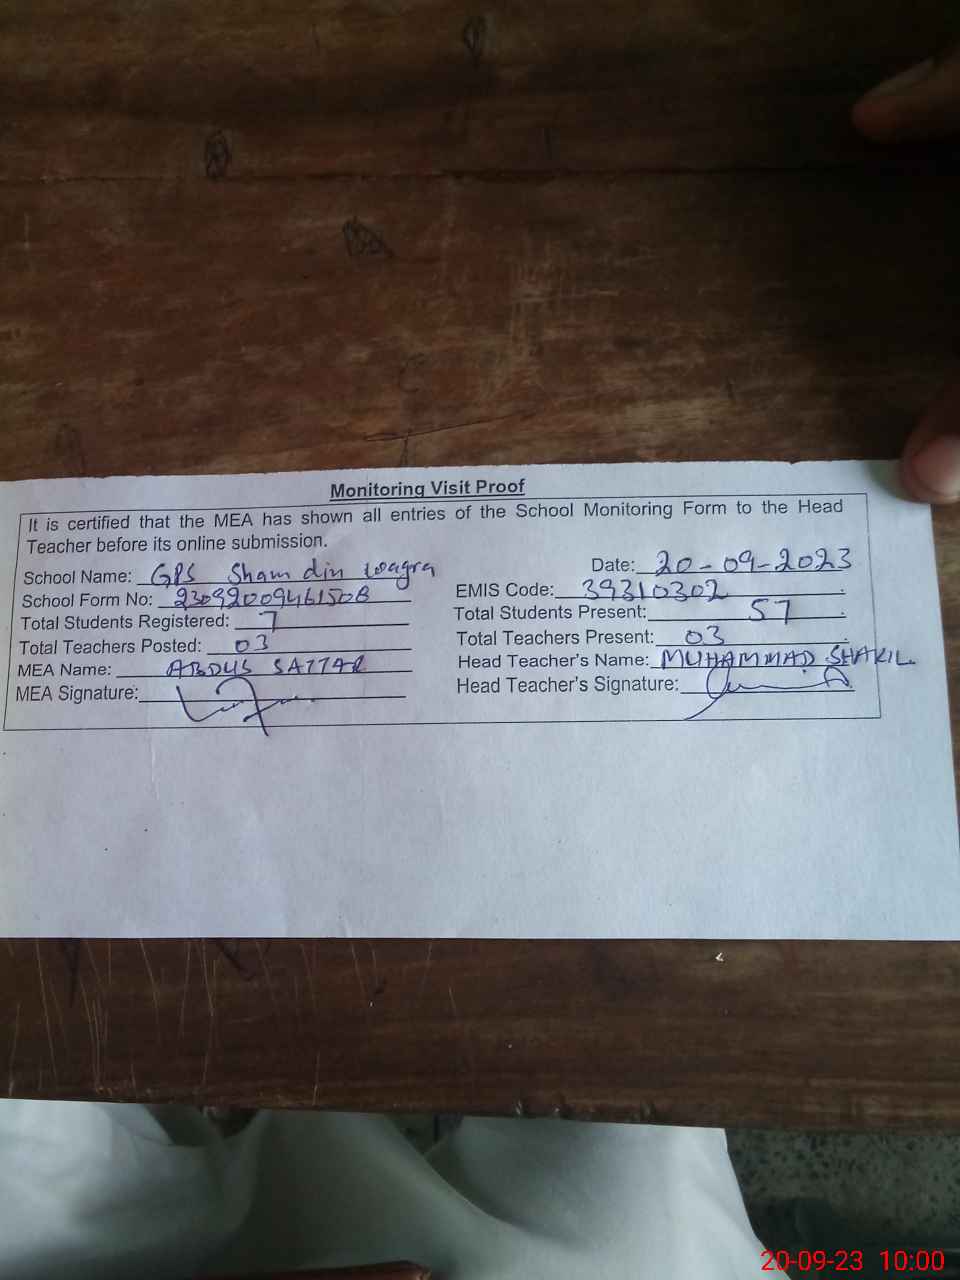 Monitoring Visit Proof
It is certified that the MEA has shown all entries of the School Monitoring Form to the Head
Teacher before its online submission.
School Name: GPS Sham din wagra Date: 20-09-2023
School Form No: 2309200946150B EMIS Code: 39310302
Total Students Registered: 7 Total Students Present: 57
Total Teachers Posted: 03 Total Teachers Present: 03
MEA Name: ABDUS SATTAR Head Teacher's Name: MUHAMMAD SHAKIL
MEA Signature: Head Teacher's Signature:
20-09-23 10:00